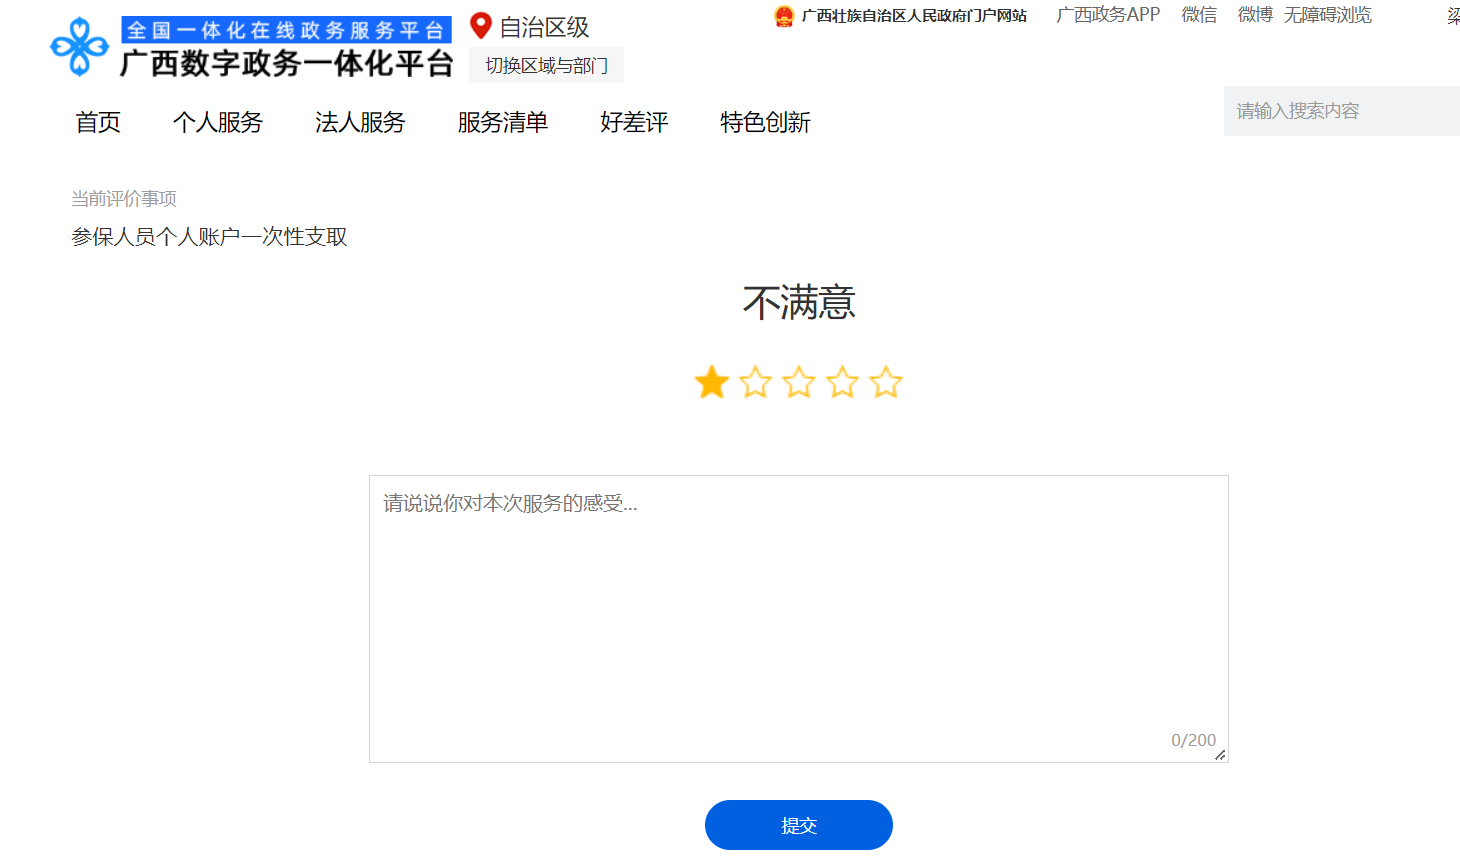 全国一体化在线政务服务平台
广西数字政务一体化平台
自治区级
切换区域与部门
广西壮族自治区人民政府门户网站 广西政务APP 微信 微博 无障碍浏览 梁
首页 个人服务 法人服务 服务清单 好差评 特色创新
请输入搜索内容
当前评价事项
参保人员个人账户一次性支取
不满意
请说说你对本次服务的感受...
0/200
提交